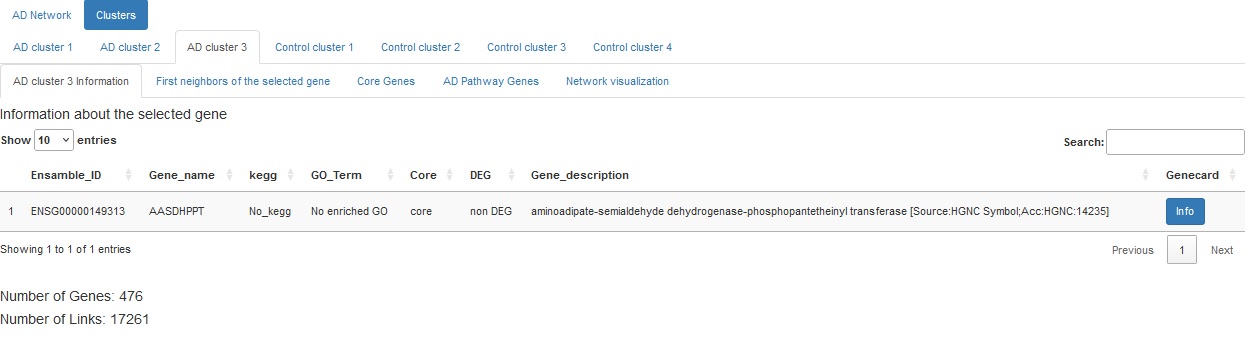 AD Network Clusters
AD cluster 1 AD cluster 2 AD cluster 3 Control cluster 1 Control cluster 2 Control cluster 3 Control cluster 4
AD cluster 3 Information First neighbors of the selected gene Core Genes AD Pathway Genes Network visualization
Information about the selected gene
Show 10 entries Search:
Ensamble_ID Gene_name kegg GO_Term Core DEG Gene_description Genecard
1 ENSG00000149313 AASDHPPT No_kegg No enriched GO core non DEG aminoadipate-semialdehyde dehydrogenase-phosphopantetheinyl transferase [Source:HGNC Symbol;Acc:HGNC:14235] Info
Showing 1 to 1 of 1 entries Previous 1 Next
Number of Genes: 476
Number of Links: 17261